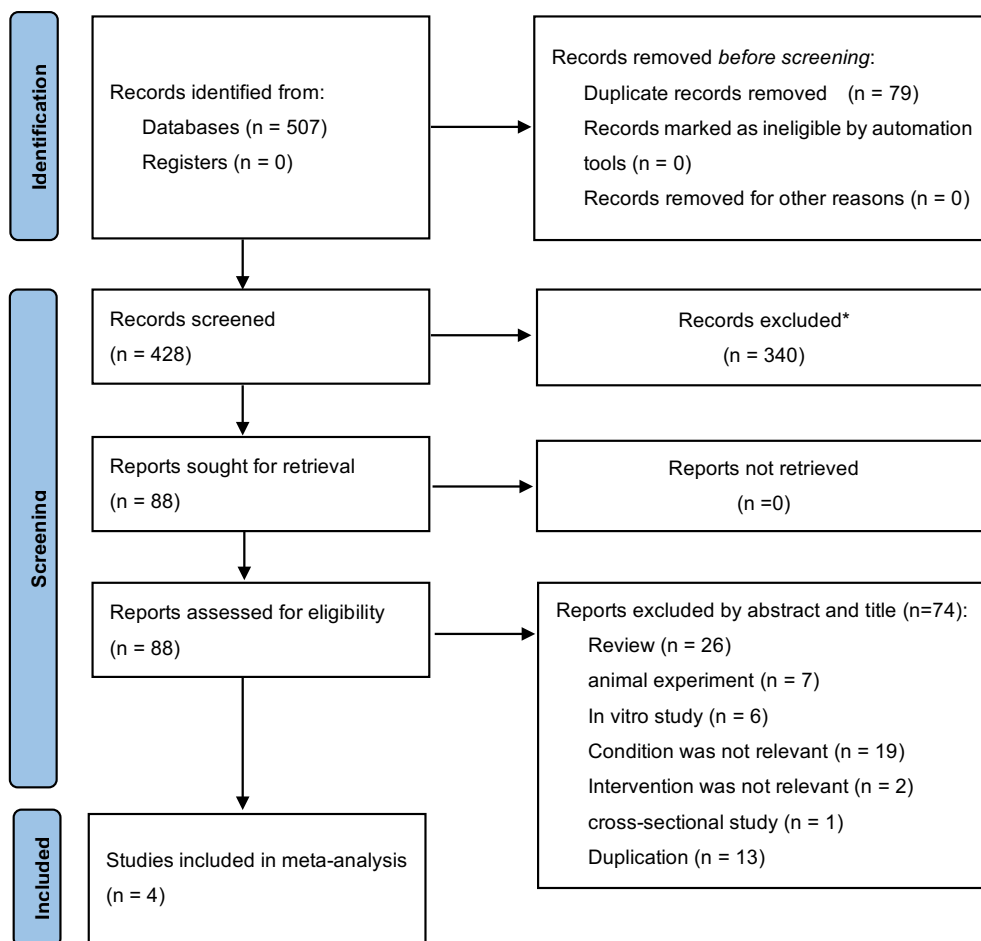 Identification
Records identified from:
Databases (n = 507)
Registers (n = 0)
Records removed before screening:
Duplicate records removed (n = 79)
Records marked as ineligible by automation
tools (n = 0)
Records removed for other reasons (n = 0)
Screening
Records screened
(n = 428)
Records excluded*
(n = 340)
Reports sought for retrieval
(n = 88)
Reports not retrieved
(n =0)
Reports assessed for eligibility
(n = 88)
Reports excluded by abstract and title (n=74):
Review (n = 26)
animal experiment (n = 7)
In vitro study (n = 6)
Condition was not relevant (n = 19)
Intervention was not relevant (n = 2)
cross-sectional study (n = 1)
Duplication (n = 13)
Included
Studies included in meta-analysis
(n = 4)